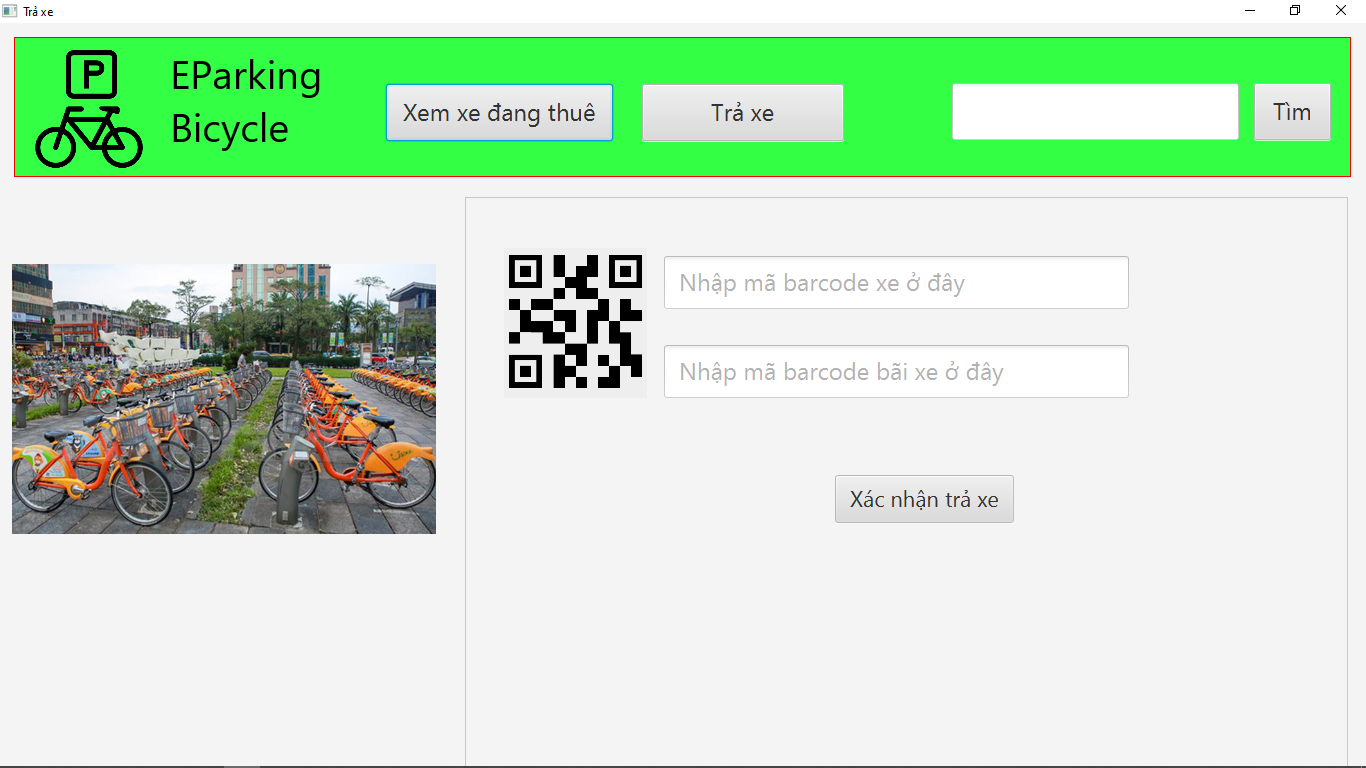 Trả xe
P
EParking
Bicycle
Xem xe đang thuê
Trả xe
Tìm
Nhập mã barcode xe ở đây
Nhập mã barcode bãi xe ở đây
Xác nhận trả xe